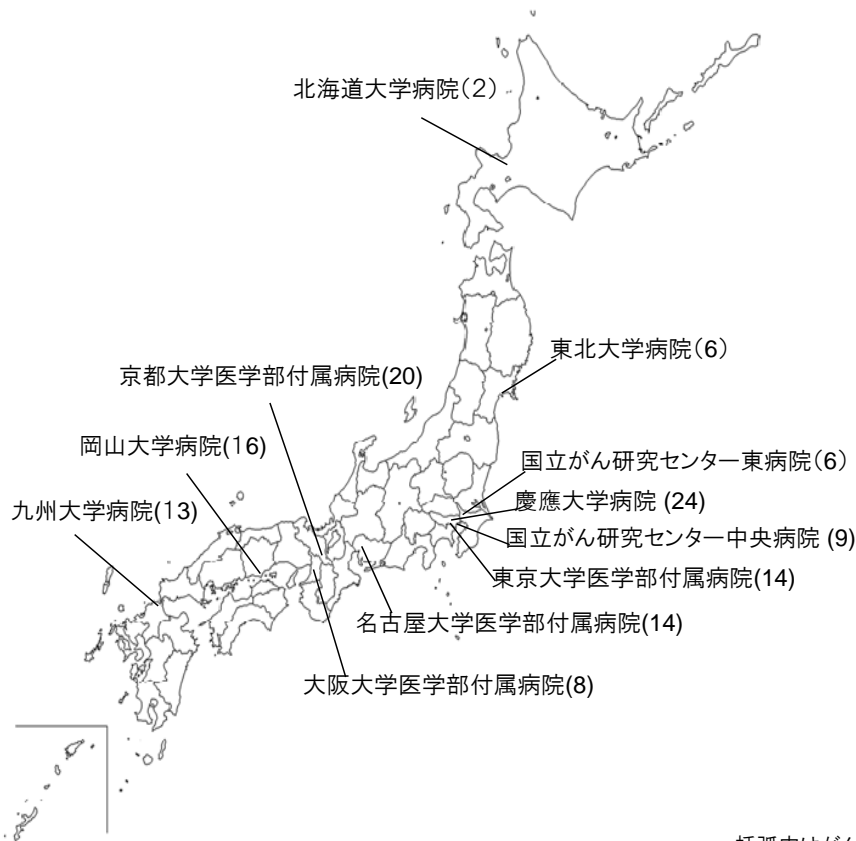 北海道大学病院(2)
東北大学病院(6)
京都大学医学部付属病院(20)
岡山大学病院(16)
国立がん研究センター東病院(6)
九州大学病院(13)
慶應大学病院 (24)
国立がん研究センター中央病院 (9)
東京大学医学部付属病院(14)
名古屋大学医学部付属病院(14)
大阪大学医学部付属病院(8)